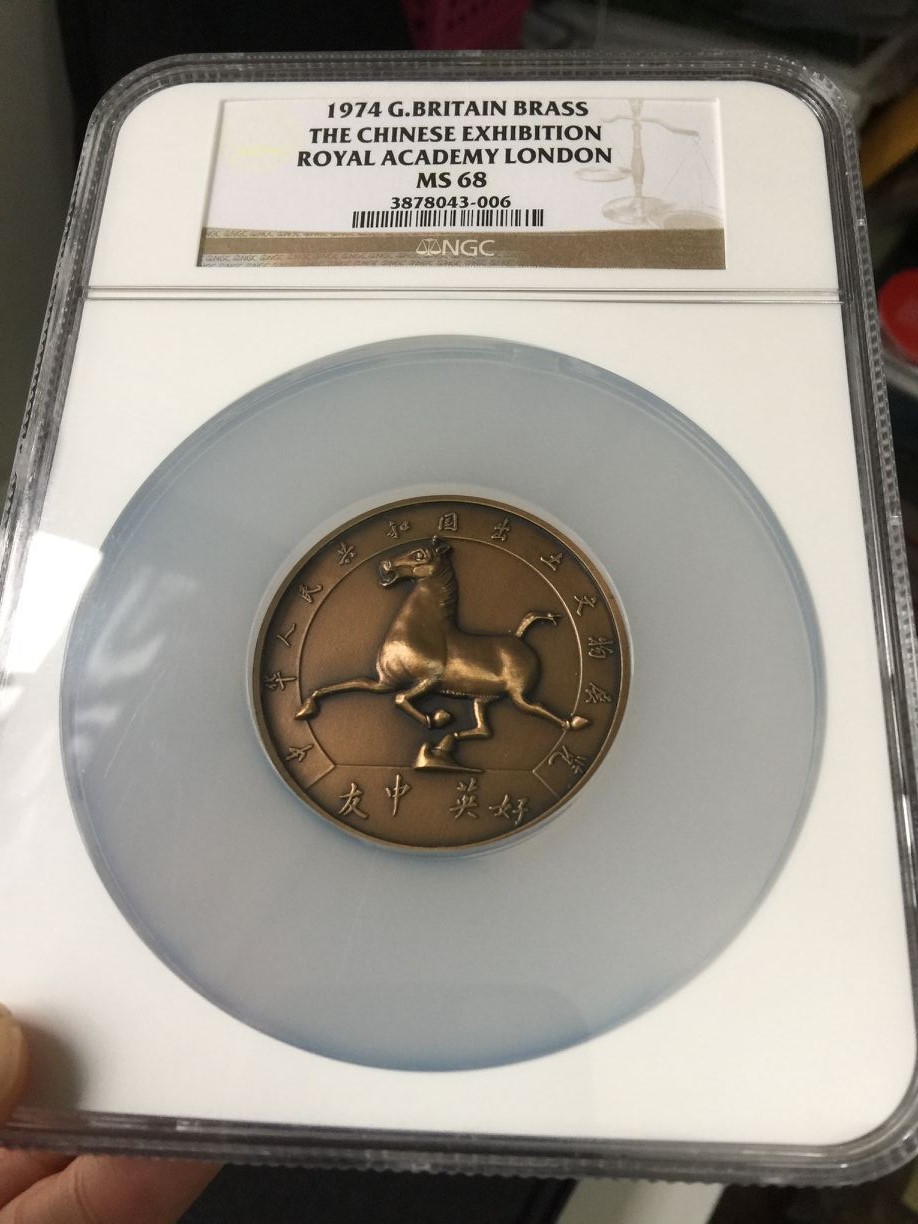 1974 G.BRITAIN BRASS
THE CHINESE EXHIBITION
ROYAL ACADEMY LONDON
MS 68
3878043-006
NGC
中华人民共和国出土文物展览
友中 英好